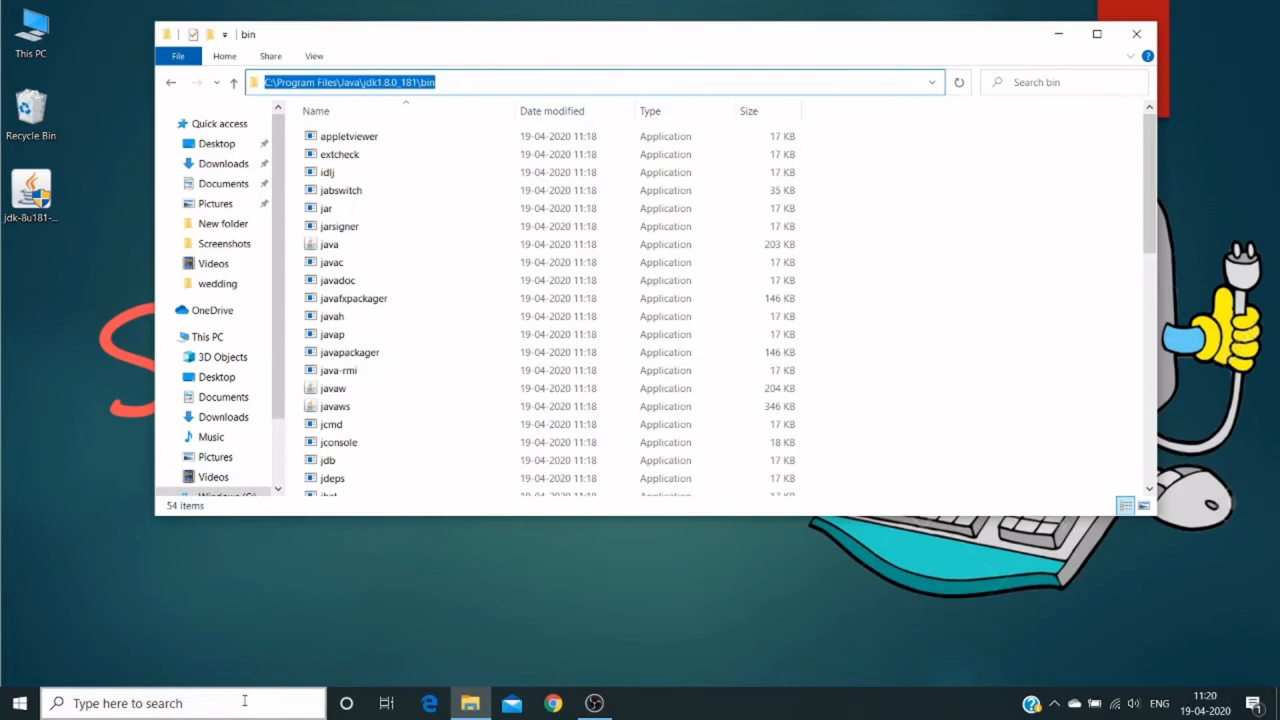 This PC
Recycle Bin
jdk-8u181-...
bin
File Home Share View
C:\Program Files\Java\jdk1.8.0_181\bin
Search bin
Name Date modified Type Size
Quick access
Desktop
Downloads
Documents
Pictures
New folder
Screenshots
Videos
wedding
OneDrive
This PC
3D Objects
Desktop
Documents
Downloads
Music
Pictures
Videos
Windows (C:)
appletviewer 19-04-2020 11:18 Application 17 KB
extcheck 19-04-2020 11:18 Application 17 KB
idlj 19-04-2020 11:18 Application 17 KB
jabswitch 19-04-2020 11:18 Application 35 KB
jar 19-04-2020 11:18 Application 17 KB
jarsigner 19-04-2020 11:18 Application 17 KB
java 19-04-2020 11:18 Application 203 KB
javac 19-04-2020 11:18 Application 17 KB
javadoc 19-04-2020 11:18 Application 17 KB
javafxpackager 19-04-2020 11:18 Application 146 KB
javah 19-04-2020 11:18 Application 17 KB
javap 19-04-2020 11:18 Application 17 KB
javapackager 19-04-2020 11:18 Application 146 KB
java-rmi 19-04-2020 11:18 Application 17 KB
javaw 19-04-2020 11:18 Application 204 KB
javaws 19-04-2020 11:18 Application 346 KB
jcmd 19-04-2020 11:18 Application 17 KB
jconsole 19-04-2020 11:18 Application 18 KB
jdb 19-04-2020 11:18 Application 17 KB
jdeps 19-04-2020 11:18 Application 17 KB
jhat 19-04-2020 11:18 Application 17 KB
54 items
S
Type here to search
ENG
11:20
19-04-2020
1